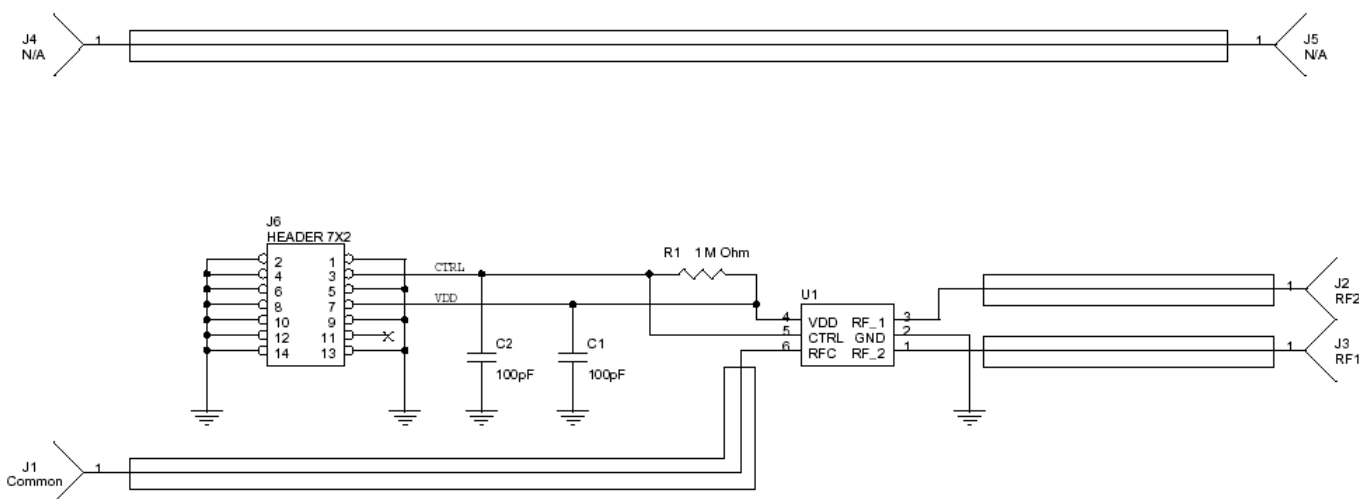 J4
N/A
1
1
J5
N/A
J6
HEADER 7X2
2 1
4 3
6 5
8 7
10 9
12 11
14 13
CTRL
VDD
R1 1 M Ohm
C2
100pF
C1
100pF
U1
4 VDD RF_1 3
5 CTRL GND 2
6 RFC RF_2 1
1
J2
RF2
1
J3
RF1
J1
Common
1